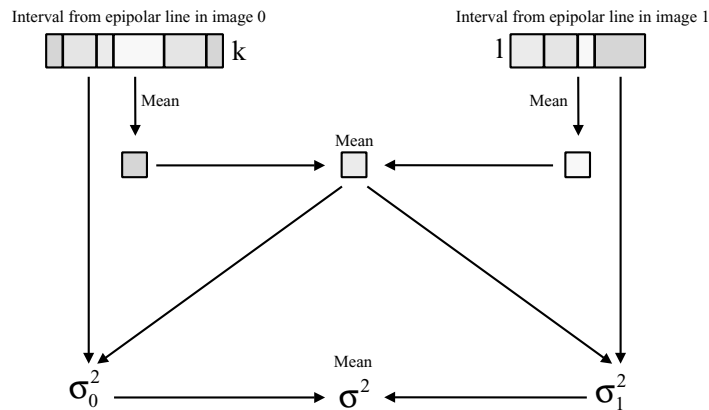 Interval from epipolar line in image 0
Interval from epipolar line in image 1
k
l
Mean
Mean
Mean
Mean
σ₀²
σ²
σ₁²